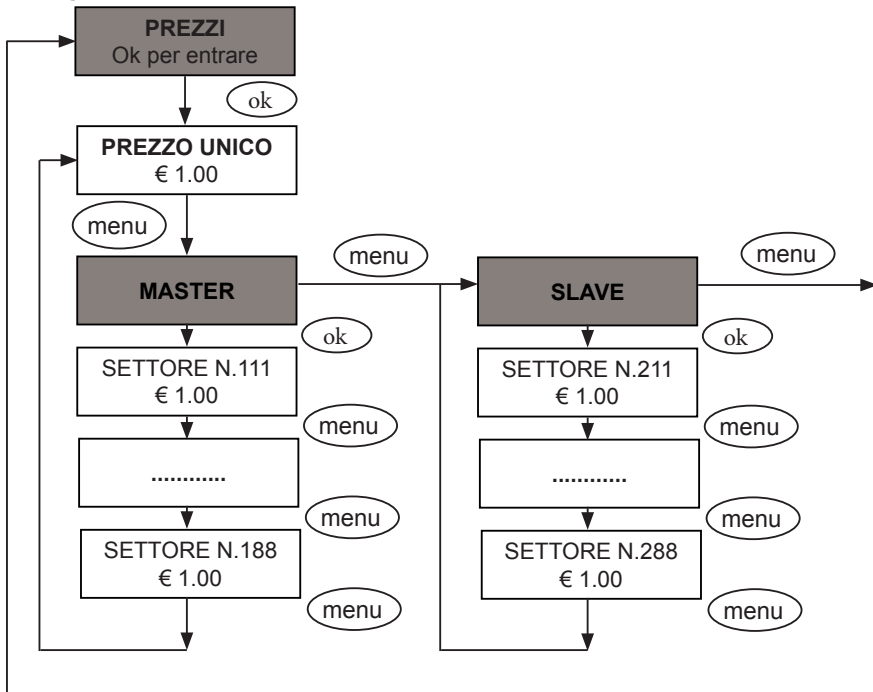 PREZZI
Ok per entrare
ok
PREZZO UNICO
€ 1.00
menu
MASTER
menu
SLAVE
menu
ok
SETTORE N.111
€ 1.00
menu
............
menu
SETTORE N.188
€ 1.00
menu
ok
SETTORE N.211
€ 1.00
menu
............
menu
SETTORE N.288
€ 1.00
menu